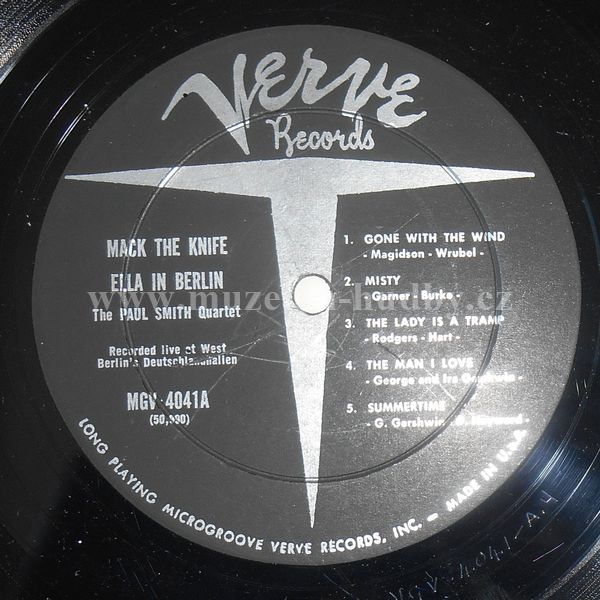 Verve
Records
MACK THE KNIFE
ELLA IN BERLIN
The PAUL SMITH Quartet
Recorded live at West
Berlin's Deutschlandhallen
MGV-4041A
1. GONE WITH THE WIND
- Magidson - Wrubel -
2. MISTY
- Garner - Burke -
3. THE LADY IS A TRAMP
- Rodgers - Hart -
4. THE MAN I LOVE
- George and Ira Gershwin -
5. SUMMERTIME
- G. Gershwin -
LONG PLAYING MICROGROOVE VERVE RECORDS, INC. — MADE IN U.S.A.